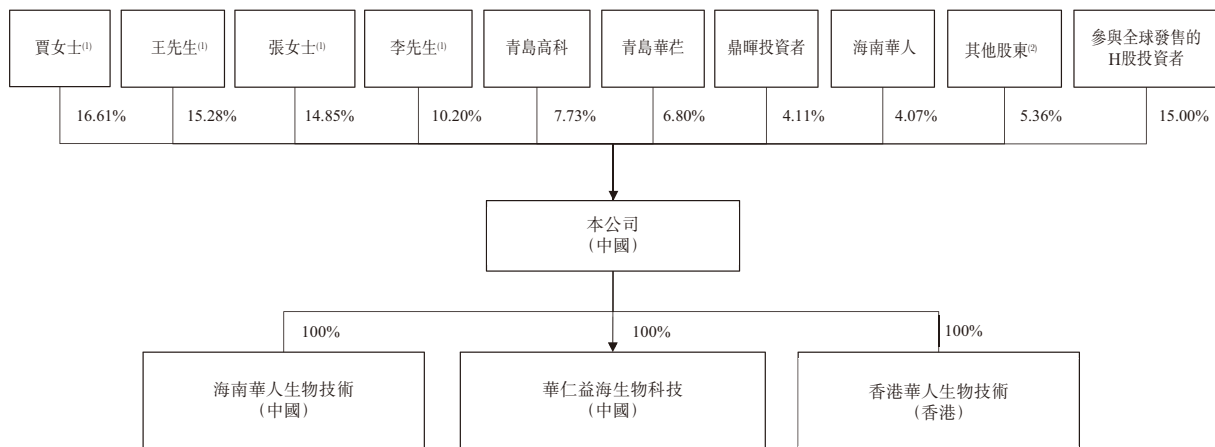 賈女士(1)
王先生(1)
張女士(1)
李先生(1)
青島高科
青島華芢
鼎暉投資者
海南華人
其他股東(2)
參與全球發售的
H股投資者
16.61%
15.28%
14.85%
10.20%
7.73%
6.80%
4.11%
4.07%
5.36%
15.00%
本公司
(中國)
100%
100%
100%
海南華人生物技術
(中國)
華仁益海生物科技
(中國)
香港華人生物技術
(香港)